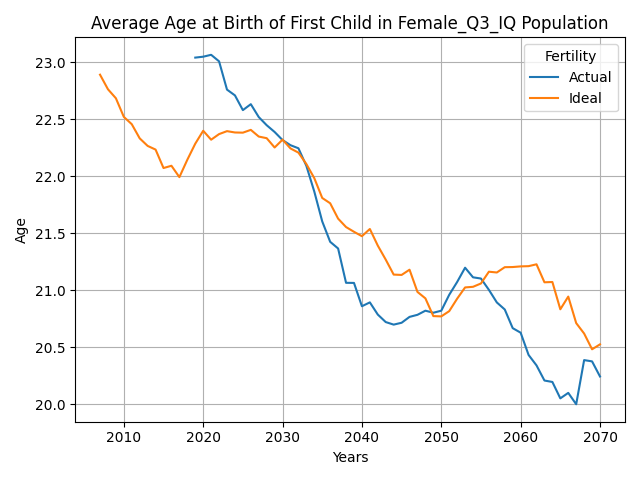 Average Age at Birth of First Child in Female_Q3_IQ Population
Fertility
Actual
Ideal
Age
23.0
22.5
22.0
21.5
21.0
20.5
20.0
2010 2020 2030 2040 2050 2060 2070
Years